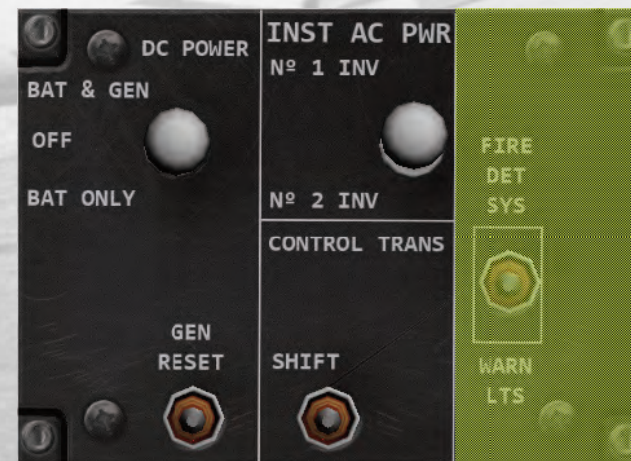 DC POWER
BAT & GEN
OFF
BAT ONLY
GEN
RESET
INST AC PWR
Nº 1 INV
Nº 2 INV
CONTROL TRANS
SHIFT
FIRE
DET
SYS
WARN
LTS